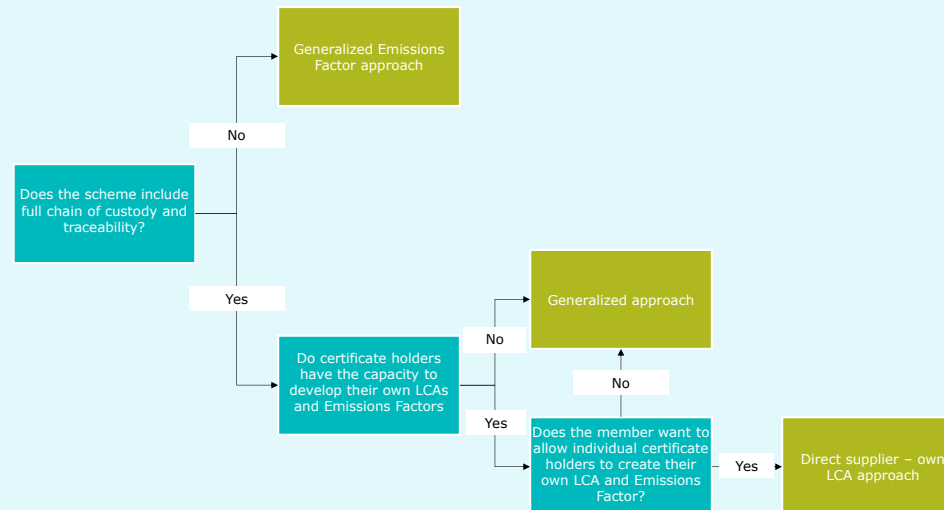 Generalized Emissions
Factor approach
No
Does the scheme include
full chain of custody and
traceability?
Yes
Generalized approach
No
Do certificate holders
have the capacity to
develop their own LCAs
and Emissions Factors
No
Yes
Does the member want to
allow individual certificate
holders to create their
own LCA and Emissions
Factor?
Yes
Direct supplier – own
LCA approach